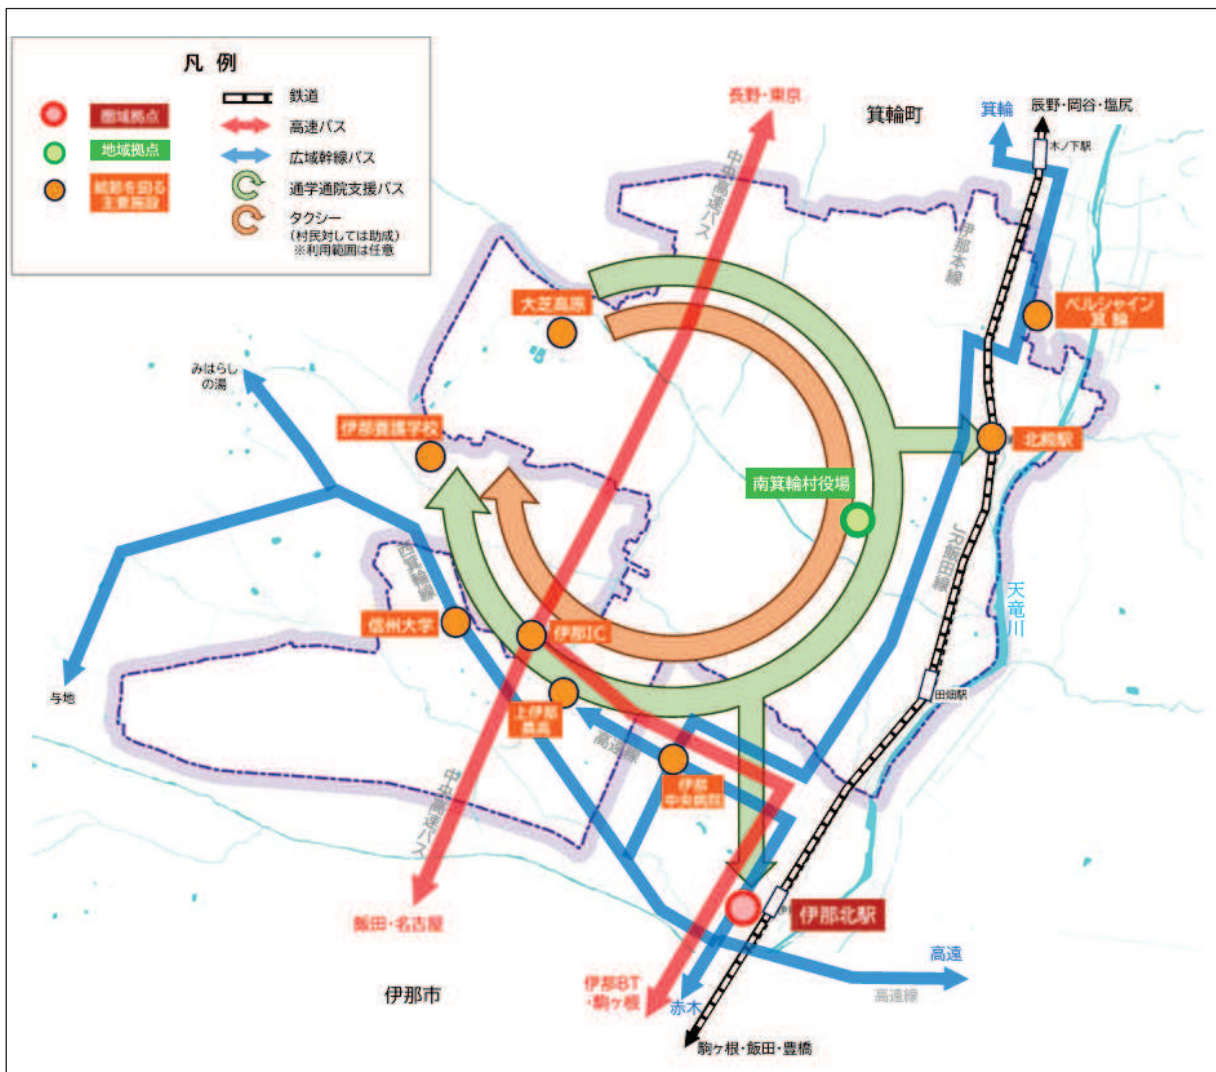 凡 例
圏域拠点
地域拠点
結節を図る
主要施設
鉄道
高速バス
広域幹線バス
通学通院支援バス
タクシー
(村民対しては助成)
※利用範囲は任意
長野・東京
箕輪町
箕輪
辰野・岡谷・塩尻
木ノ下駅
中央高速バス
伊那本線
大芝高原
ベルシャイン
箕輪
みはらし
の湯
伊那養護学校
北殿駅
南箕輪村役場
JR飯田線
天竜川
西箕輪線
信州大学
伊那IC
与地
田畑駅
上伊那
農高
高遠線
伊那
中央病院
中央高速バス
伊那北駅
飯田・名古屋
伊那市
伊那BT
・駒ヶ根
赤木
高遠
高遠線
駒ヶ根・飯田・豊橋